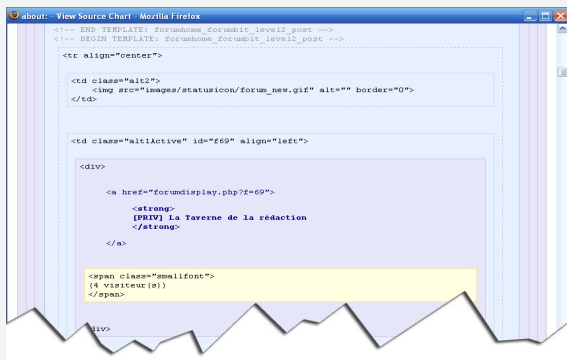 about: - View Source Chart - Mozilla Firefox
<!-- END TEMPLATE: forumhome_forumbit_level2_post -->
<!-- BEGIN TEMPLATE: forumhome_forumbit_level2_post -->
<tr align="center">
<td class="alt2">
<img src="images/statusicon/forum_new.gif" alt="" border="0">
</td>
<td class="alt1Active" id="f69" align="left">
<div>
<a href="forumdisplay.php?f=69">
<strong>
[PRIV] La Taverne de la rédaction
</strong>
</a>
<span class="smallfont">
(4 visiteur(s))
</span>
div>